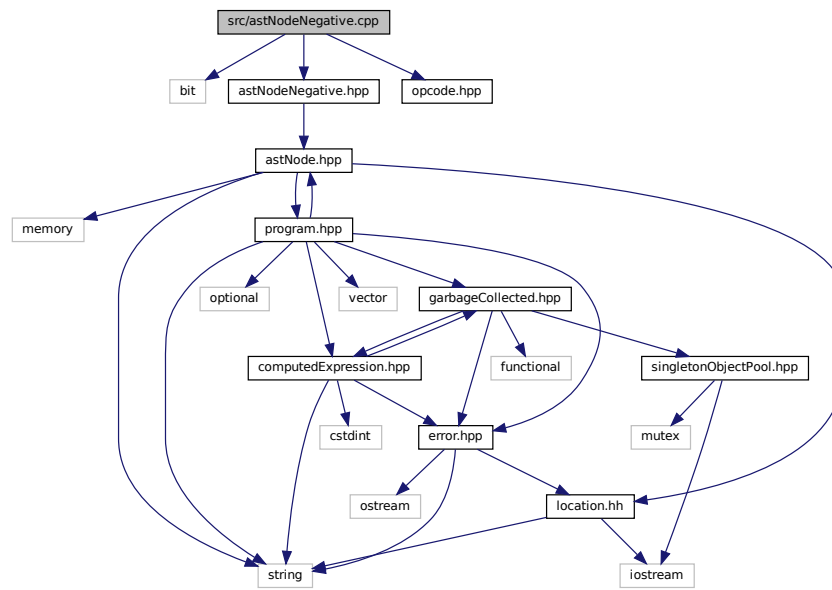 src/astNodeNegative.cpp
bit
astNodeNegative.hpp
opcode.hpp
astNode.hpp
memory
program.hpp
optional
vector
garbageCollected.hpp
computedExpression.hpp
functional
singletonObjectPool.hpp
cstdint
error.hpp
mutex
ostream
location.hh
string
iostream